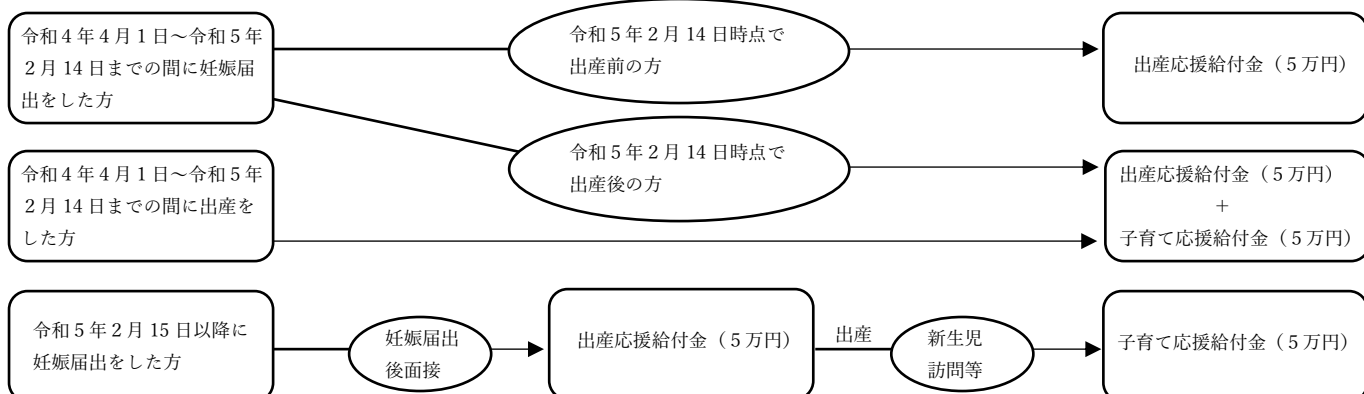 令和4年4月1日～令和5年
2月14日までの間に妊娠届
出をした方
令和5年2月14日時点で
出産前の方
出産応援給付金（5万円）
令和5年2月14日時点で
出産後の方
令和4年4月1日～令和5年
2月14日までの間に出産を
した方
出産応援給付金（5万円）
＋
子育て応援給付金（5万円）
令和5年2月15日以降に
妊娠届出をした方
妊娠届出
後面接
出産応援給付金（5万円）
出産
新生児
訪問等
子育て応援給付金（5万円）